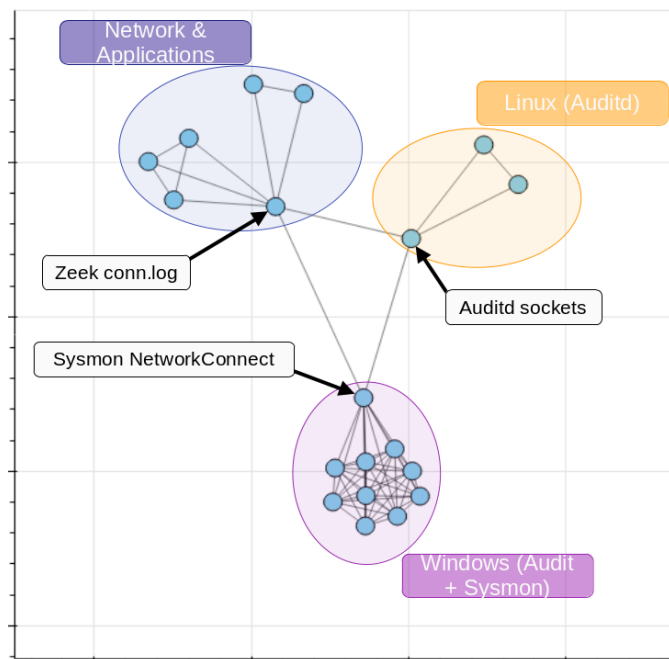 Network &
Applications
Linux (Auditd)
Zeek conn.log
Auditd sockets
Sysmon NetworkConnect
Windows (Audit
+ Sysmon)